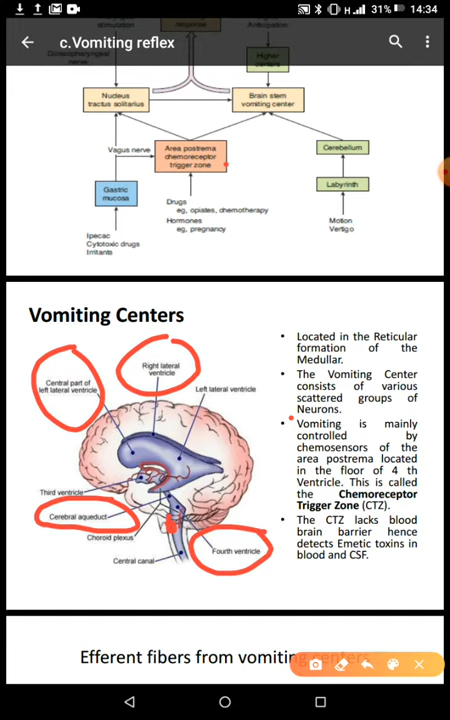 31% 14:34
c.Vomiting reflex
stimulation
response
Anticipation
nerve
Higher
Nucleus
tractus solitarius
Brain stem
vomiting center
Vagus nerve
Area postrema
chemoreceptor
trigger zone
Cerebellum
Gastric
mucosa
Labyrinth
Drugs
eg, opiates, chemotherapy
Hormones
eg, pregnancy
Motion
Vertigo
Ipecac
Cytotoxic drugs
Irritants
Vomiting Centers
Right lateral
ventricle
Central part of
left lateral ventricle
Left lateral ventricle
Third ventricle
Cerebral aqueduct
Choroid plexus
Fourth ventricle
Central canal
• Located in the Reticular
formation of the
Medullar.
• The Vomiting Center
consists of various
scattered groups of
Neurons.
• Vomiting is mainly
controlled by
chemosensors of the
area postrema located
in the floor of 4 th
Ventricle. This is called
the Chemoreceptor
Trigger Zone (CTZ).
• The CTZ lacks blood
brain barrier hence
detects Emetic toxins in
blood and CSF.
Efferent fibers from vomiting centers